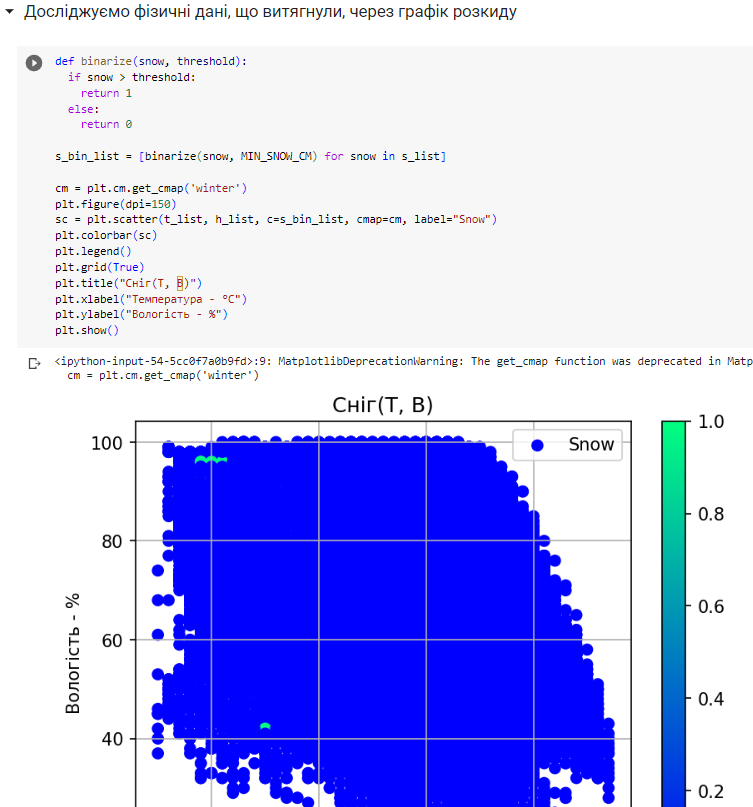 Досліджуємо фізичні дані, що витягнули, через графік розкиду
def binarize(snow, threshold):
  if snow > threshold:
    return 1
  else:
    return 0
s_bin_list = [binarize(snow, MIN_SNOW_CM) for snow in s_list]
cm = plt.cm.get_cmap('winter')
plt.figure(dpi=150)
sc = plt.scatter(t_list, h_list, c=s_bin_list, cmap=cm, label="Snow")
plt.colorbar(sc)
plt.legend()
plt.grid(True)
plt.title("Сніг(Т, В)")
plt.xlabel("Температура - °C")
plt.ylabel("Вологість - %")
plt.show()
<ipython-input-54-5cc0f7a0b9fd>:9: MatplotlibDeprecationWarning: The get_cmap function was deprecated in Matp
  cm = plt.cm.get_cmap('winter')
Сніг(Т, В)
Snow
100
80
60
40
Вологість - %
1.0
0.8
0.6
0.4
0.2